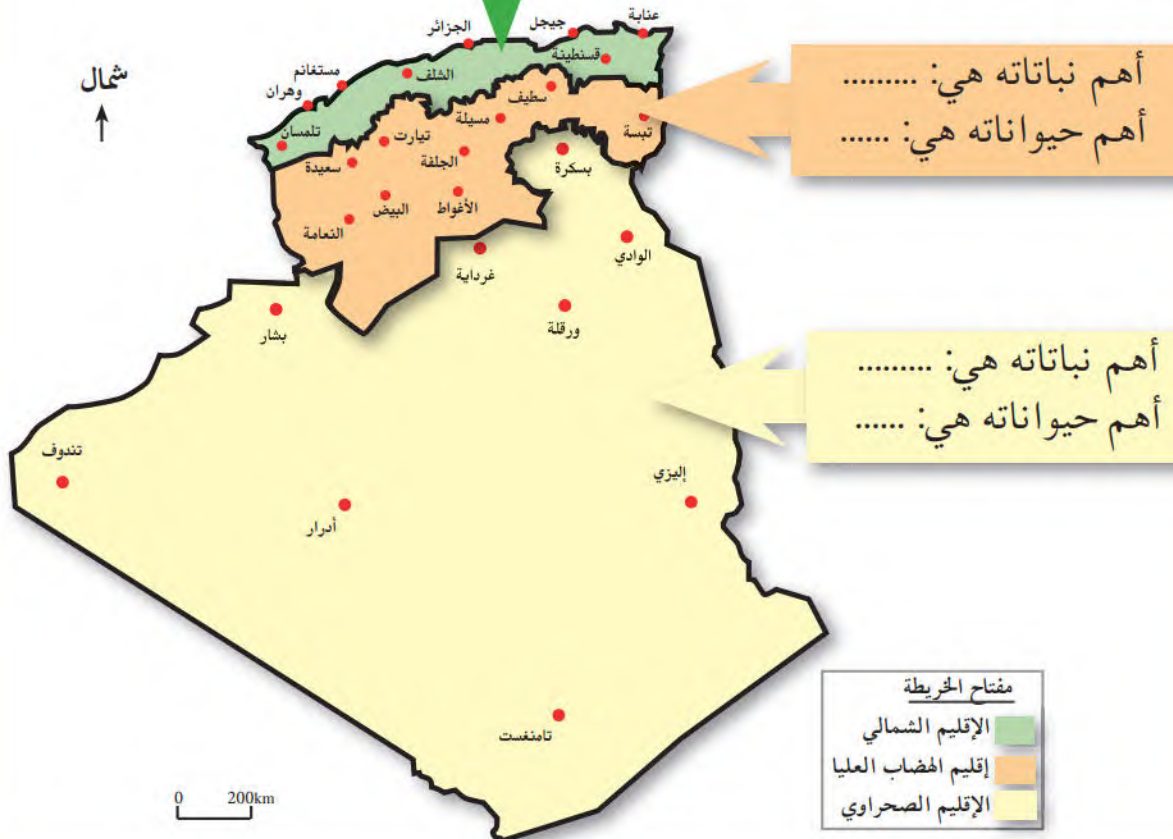 عنابة
جيجل
الجزائر
قسنطينة
الشلف
مستغانم
وهران
تلمسان
شمال
سطيف
تبسة
مسيلة
تيارت
سعيدة
الجلفة
بسكرة
البيض
الأغواط
النعامة
غرداية
الوادي
ورقلة
بشار
تندوف
أدرار
إليزي
تامنغست
أهم نباتاته هي: .........
أهم حيواناته هي: ......
أهم نباتاته هي: .........
أهم حيواناته هي: ......
مفتاح الخريطة
الإقليم الشمالي
إقليم الهضاب العليا
الإقليم الصحراوي
0 200km